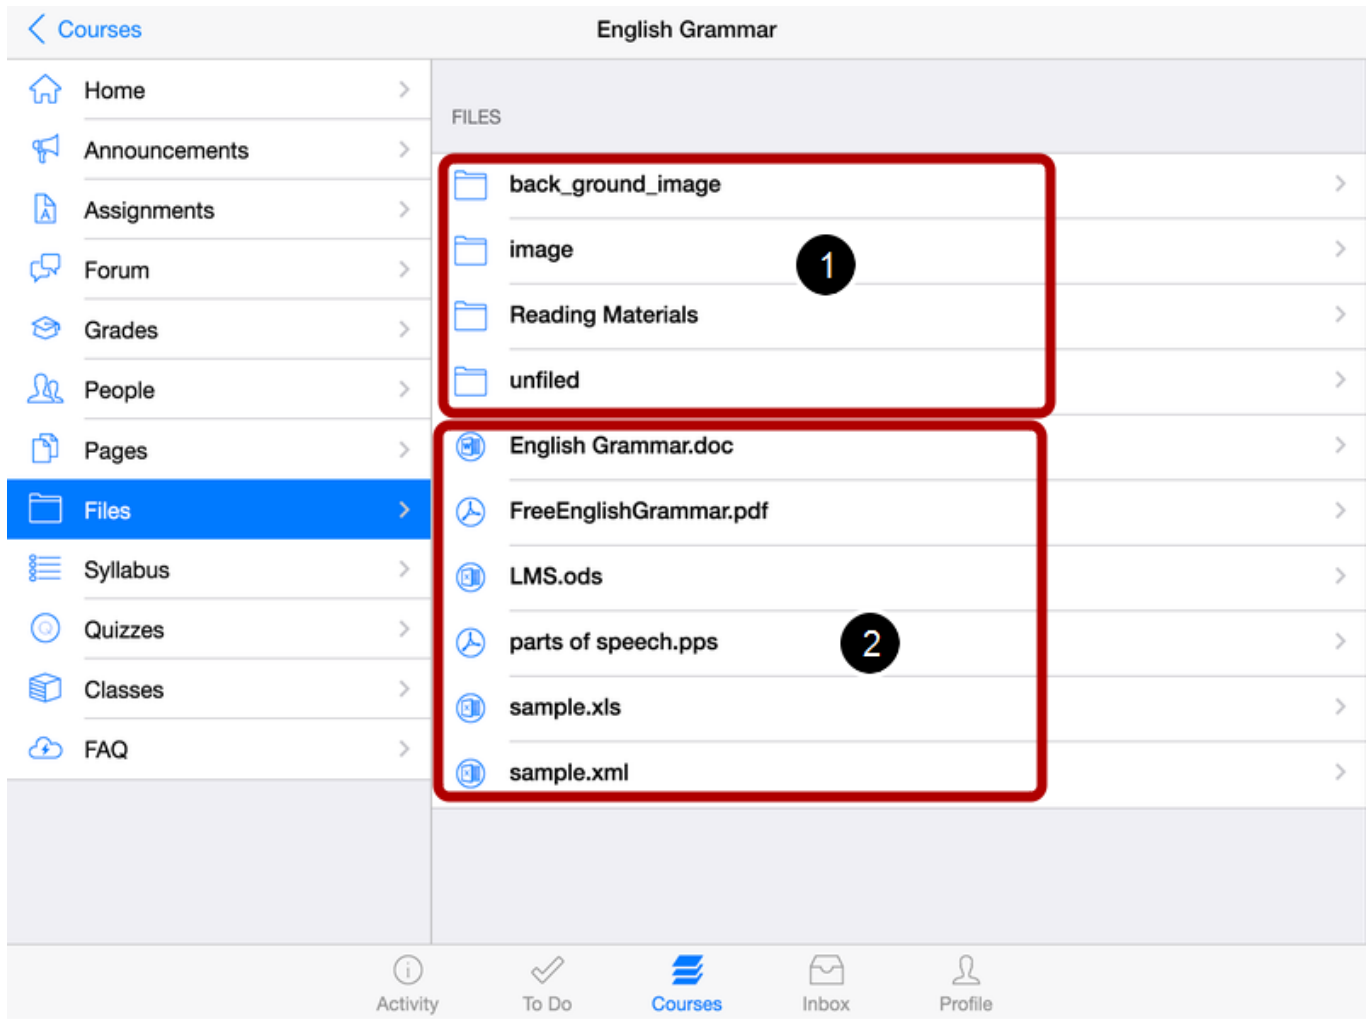 Courses
English Grammar
Home
Announcements
Assignments
Forum
Grades
People
Pages
Files
Syllabus
Quizzes
Classes
FAQ
FILES
back_ground_image
image
1
Reading Materials
unfiled
English Grammar.doc
FreeEnglishGrammar.pdf
LMS.ods
parts of speech.pps
2
sample.xls
sample.xml
Activity
To Do
Courses
Inbox
Profile